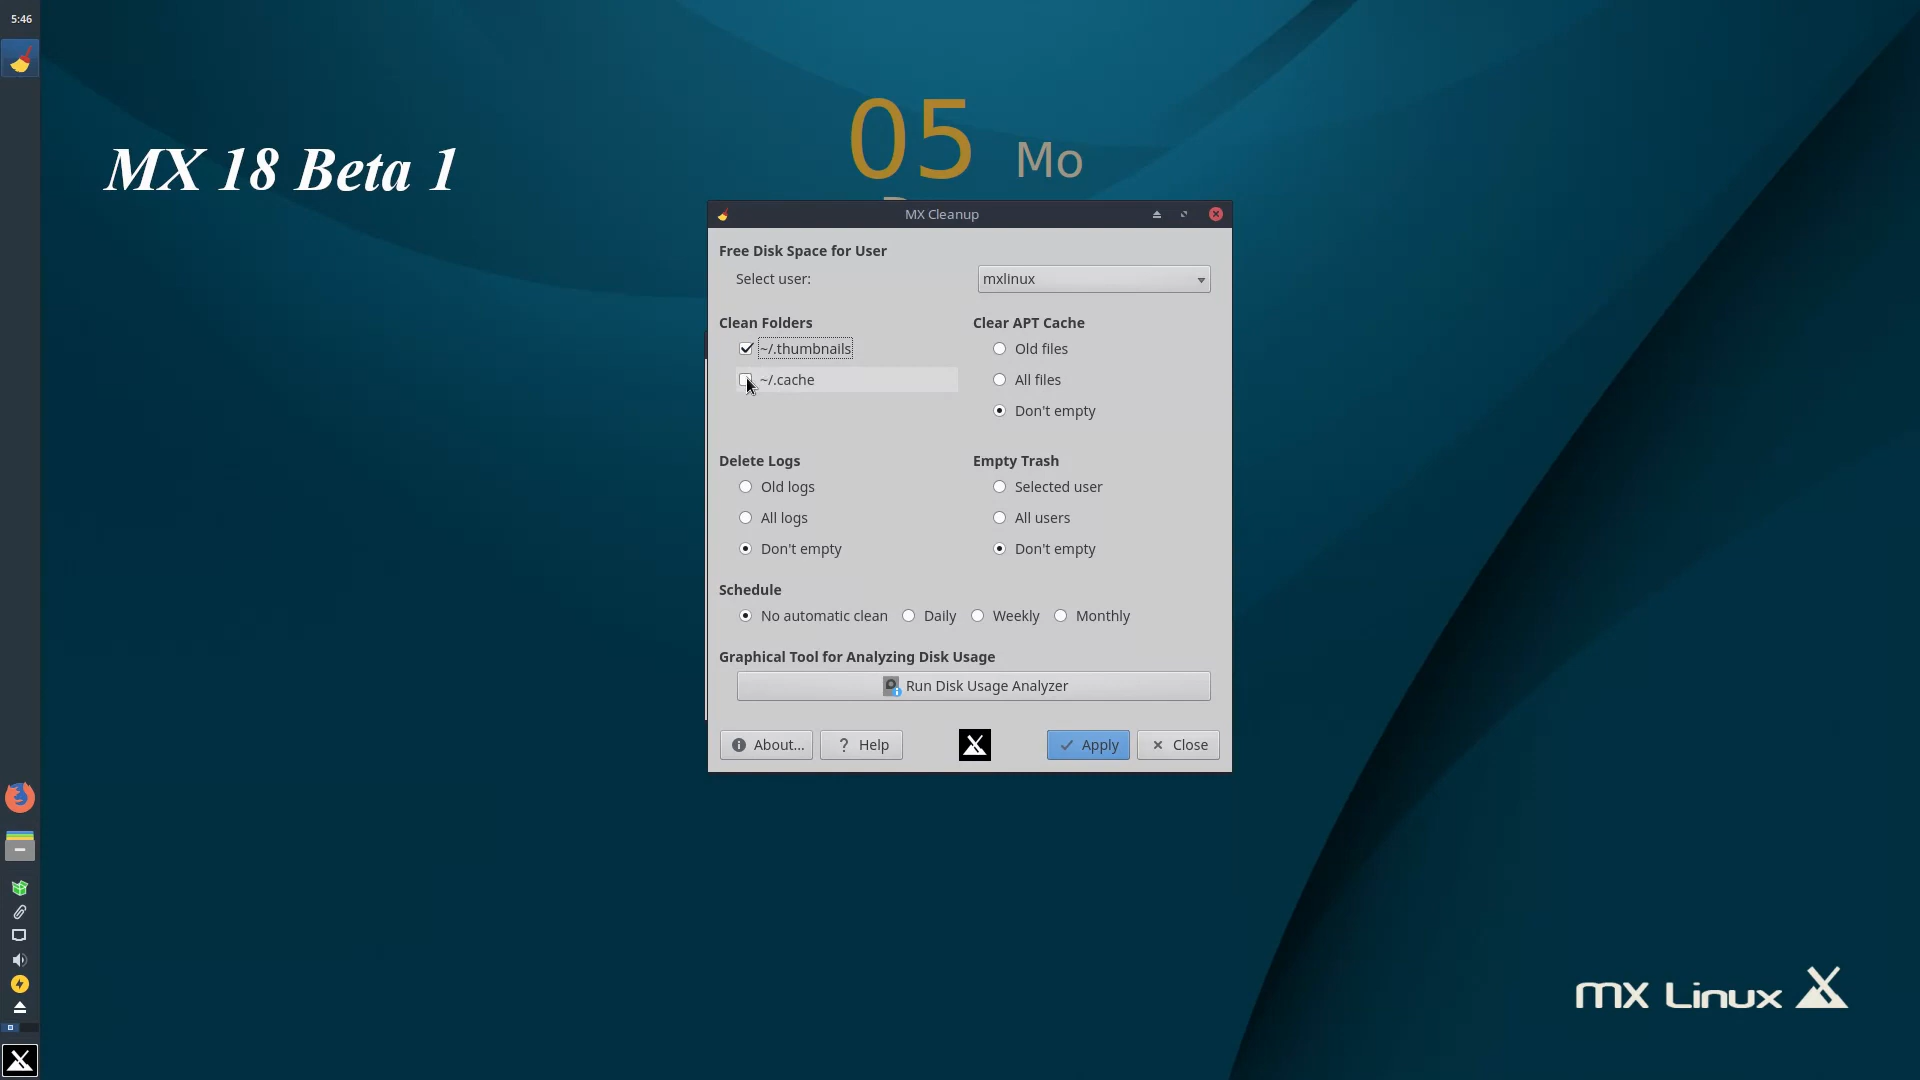 5:46
05 Mo
MX 18 Beta 1
MX Cleanup
Free Disk Space for User
Select user: mxlinux
Clean Folders
~/.thumbnails
~/.cache
Clear APT Cache
Old files
All files
Don't empty
Delete Logs
Old logs
All logs
Don't empty
Empty Trash
Selected user
All users
Don't empty
Schedule
No automatic clean Daily Weekly Monthly
Graphical Tool for Analyzing Disk Usage
Run Disk Usage Analyzer
About... Help Apply Close
MX Linux